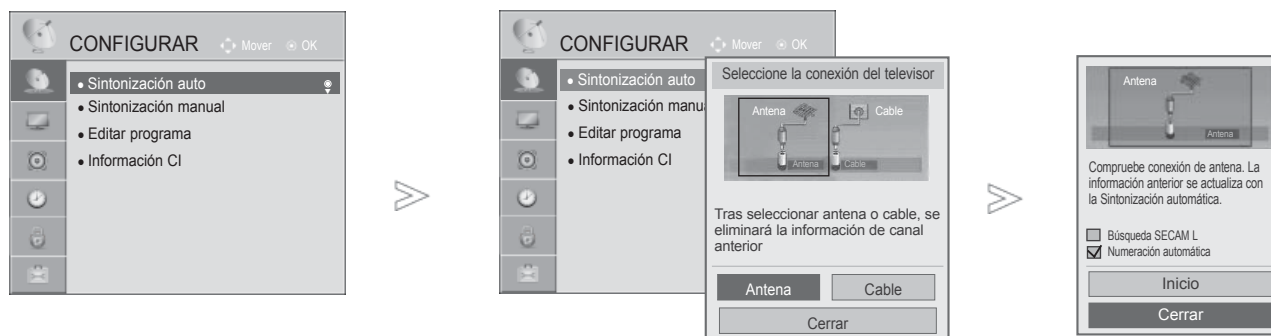 CONFIGURAR Mover OK
• Sintonización auto
• Sintonización manual
• Editar programa
• Información CI
CONFIGURAR Mover OK
• Sintonización auto
• Sintonización manu
• Editar programa
• Información CI
Seleccione la conexión del televisor
Antena Cable
Antena Cable
Tras seleccionar antena o cable, se
eliminará la información de canal
anterior
Antena Cable
Cerrar
Antena
Antena
Compruebe conexión de antena. La
información anterior se actualiza con
la Sintonización automática.
Búsqueda SECAM L
Numeración automática
Inicio
Cerrar